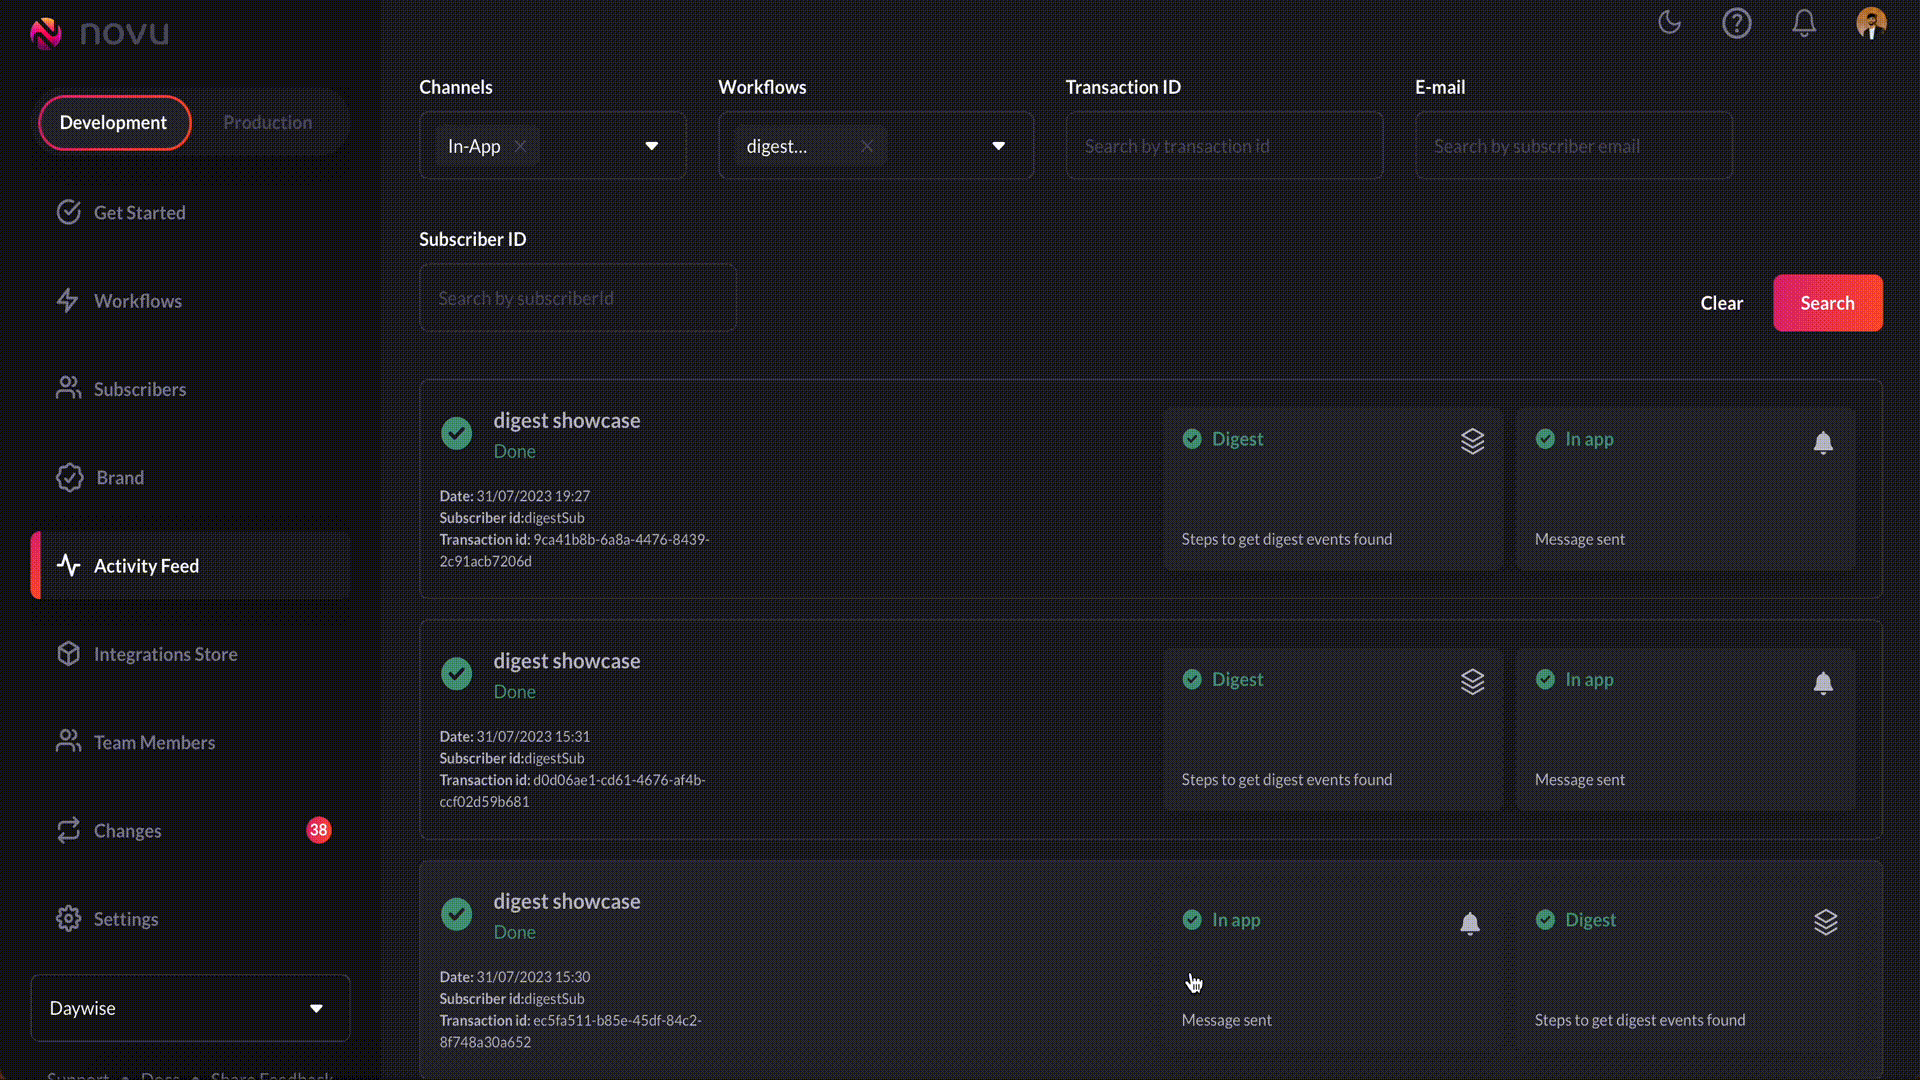 novu
Development
Production
Get Started
Workflows
Subscribers
Brand
Activity Feed
Integrations Store
Team Members
Changes
38
Settings
Daywise
Support • Docs • Share Feedback
Channels
Workflows
Transaction ID
E-mail
In-App
digest...
Search by transaction id
Search by subscriber email
Subscriber ID
Search by subscriberId
Clear
Search
digest showcase
Done
Date: 31/07/2023 19:27
Subscriber id:digestSub
Transaction id: 9ca41b8b-6a8a-4476-8439-
2c91acb7206d
Digest
Steps to get digest events found
In app
Message sent
digest showcase
Done
Date: 31/07/2023 15:31
Subscriber id:digestSub
Transaction id: d0d06ae1-cd61-4676-af4b-
ccf02d59b681
Digest
Steps to get digest events found
In app
Message sent
digest showcase
Done
Date: 31/07/2023 15:30
Subscriber id:digestSub
Transaction id: ec5fa511-b85e-45df-84c2-
8f748a30a652
In app
Message sent
Digest
Steps to get digest events found